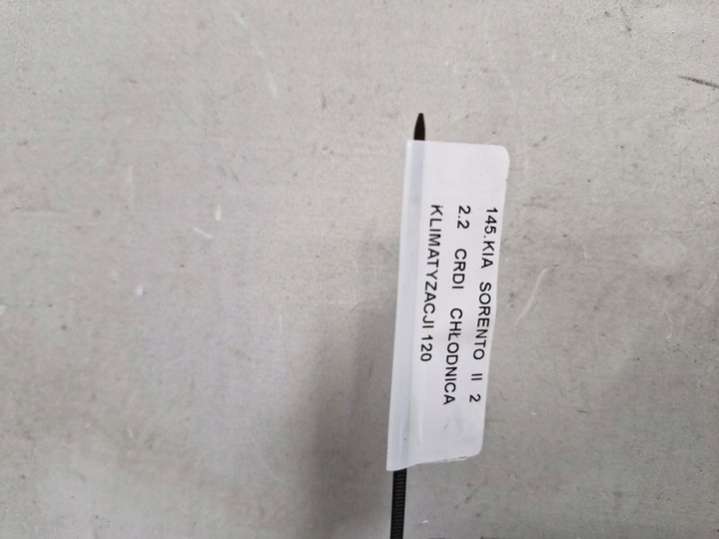 145.KIA SORENTO II 2
2.2 CRDI CHŁODNICA
KLIMATYZACJI 120